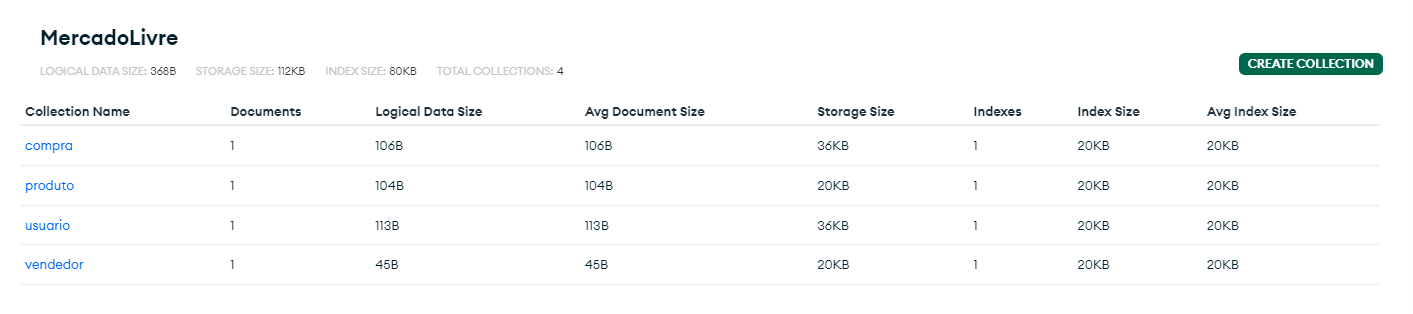 MercadoLivre
LOGICAL DATA SIZE: 368B STORAGE SIZE: 112KB INDEX SIZE: 80KB TOTAL COLLECTIONS: 4
CREATE COLLECTION
Collection Name Documents Logical Data Size Avg Document Size Storage Size Indexes Index Size Avg Index Size
compra 1 106B 106B 36KB 1 20KB 20KB
produto 1 104B 104B 20KB 1 20KB 20KB
usuario 1 113B 113B 36KB 1 20KB 20KB
vendedor 1 45B 45B 20KB 1 20KB 20KB